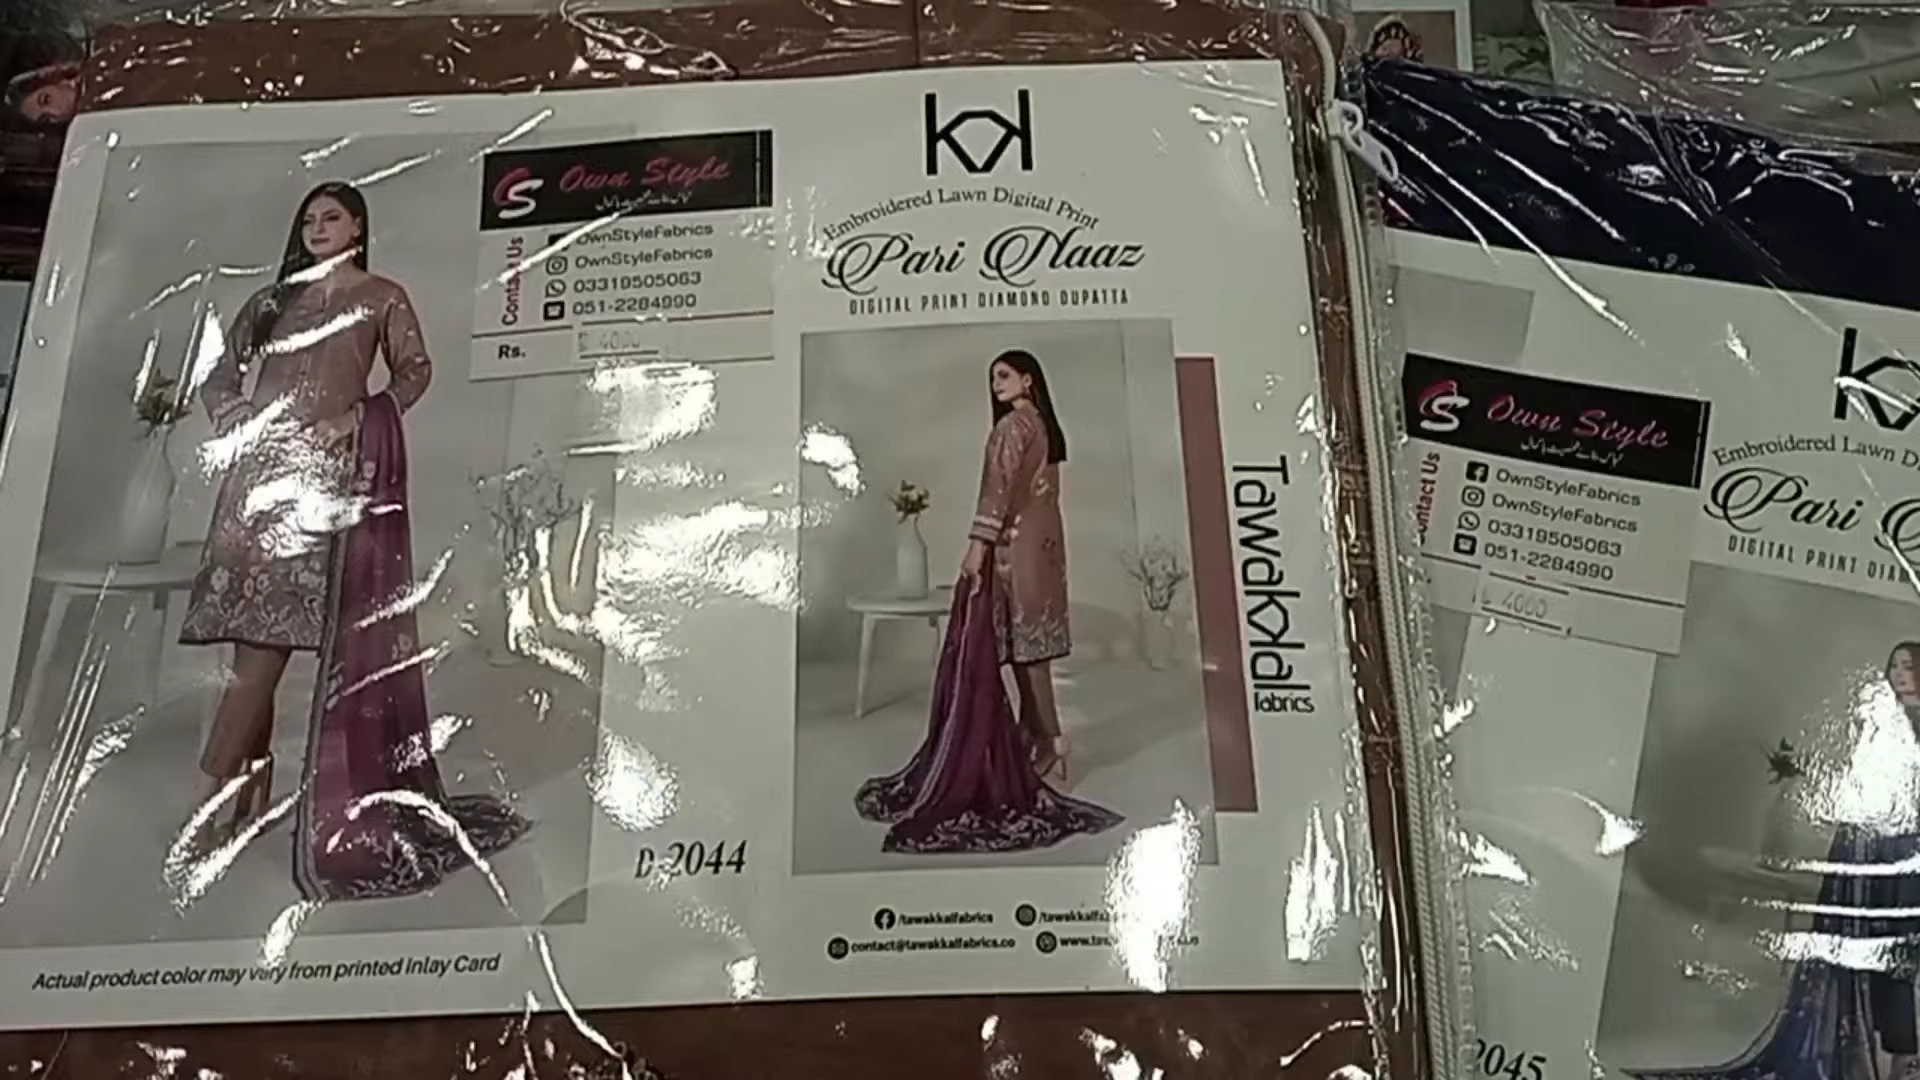 Own Style
Contact Us
OwnStyleFabrics
OwnStyleFabrics
03319505063
051-2284990
Rs.
4000
Embroidered Lawn Digital Print
Pari Naaz
DIGITAL PRINT DIAMOND DUPATTA
Tawakkal
fabrics
D-2044
/tawakkalfabrics
contact@tawakkalfabrics.co
Actual product color may vary from printed Inlay Card
Own Style
Contact Us
OwnStyleFabrics
OwnStyleFabrics
03319505063
051-2284990
4000
Embroidered Lawn
Pari
DIGITAL PRINT
2045